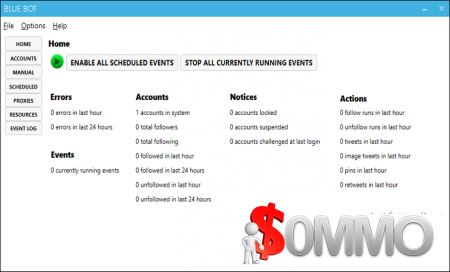 BLUE BOT
File Options Help
HOME
ACCOUNTS
MANUAL
SCHEDULED
PROXIES
RESOURCES
EVENT LOG
Home
ENABLE ALL SCHEDULED EVENTS STOP ALL CURRENTLY RUNNING EVENTS
Errors
0 errors in last hour
0 errors in last 24 hours
Events
0 currently running events
Accounts
1 accounts in system
0 total followers
0 total following
0 followed in last hour
0 followed in last 24 hours
0 unfollowed in last hour
0 unfollowed in last 24 hours
Notices
0 accounts locked
0 accounts suspended
0 accounts challenged at last login
Actions
0 follow runs in last hour
0 unfollow runs in last hour
0 tweets in last hour
0 image tweets in last hour
0 pins in last hour
0 retweets in last hour
$OMMO